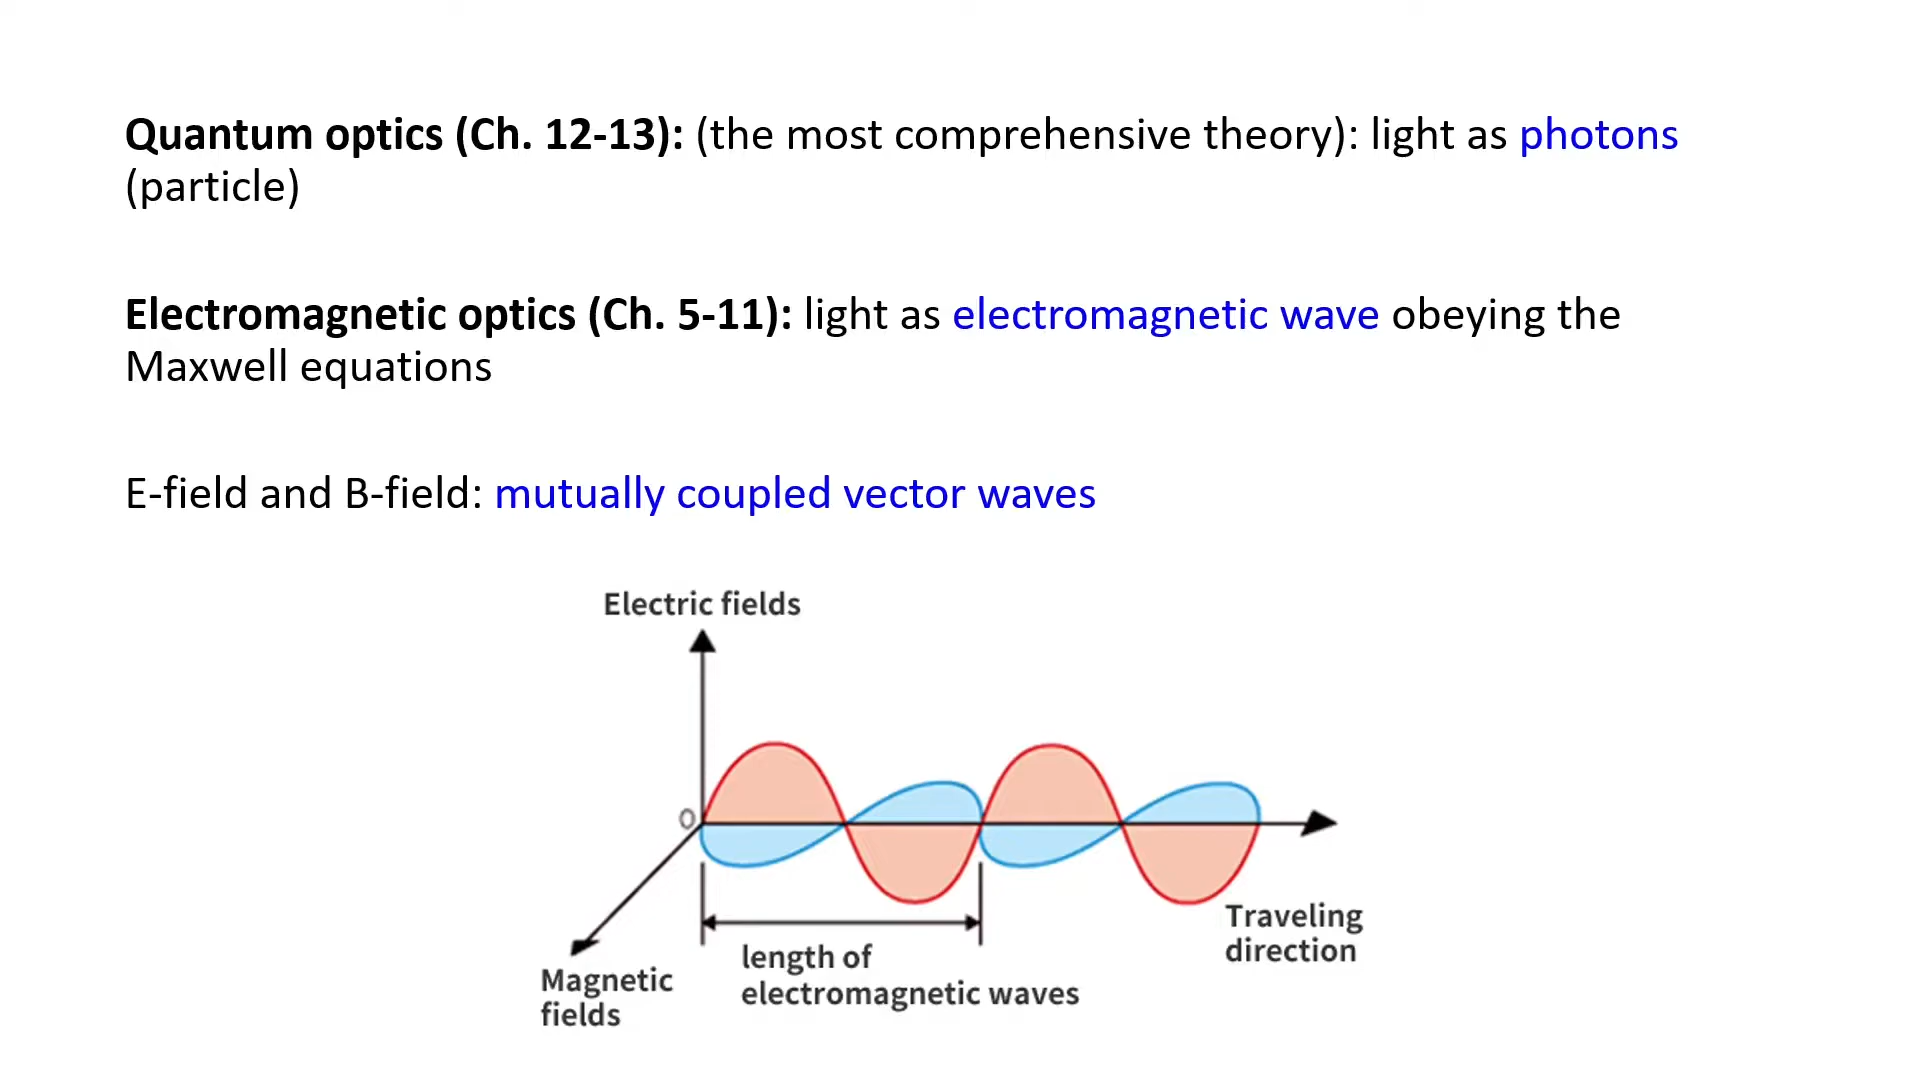 Quantum optics (Ch. 12-13): (the most comprehensive theory): light as photons
(particle)
Electromagnetic optics (Ch. 5-11): light as electromagnetic wave obeying the
Maxwell equations
E-field and B-field: mutually coupled vector waves
Electric fields
0
Traveling
direction
length of
electromagnetic waves
Magnetic
fields